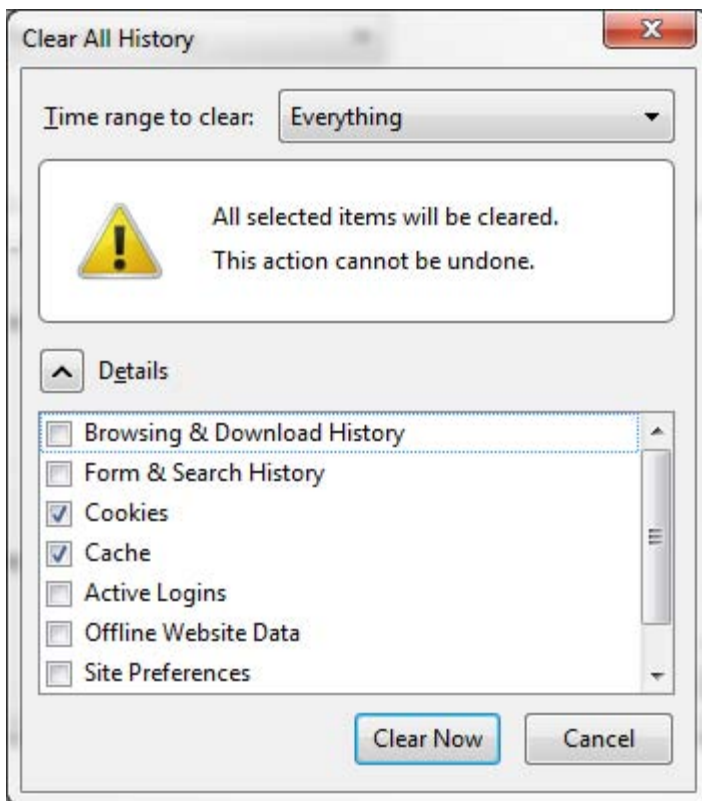 Clear All History
Time range to clear: Everything
All selected items will be cleared.
This action cannot be undone.
Details
Browsing & Download History
Form & Search History
Cookies
Cache
Active Logins
Offline Website Data
Site Preferences
Clear Now Cancel